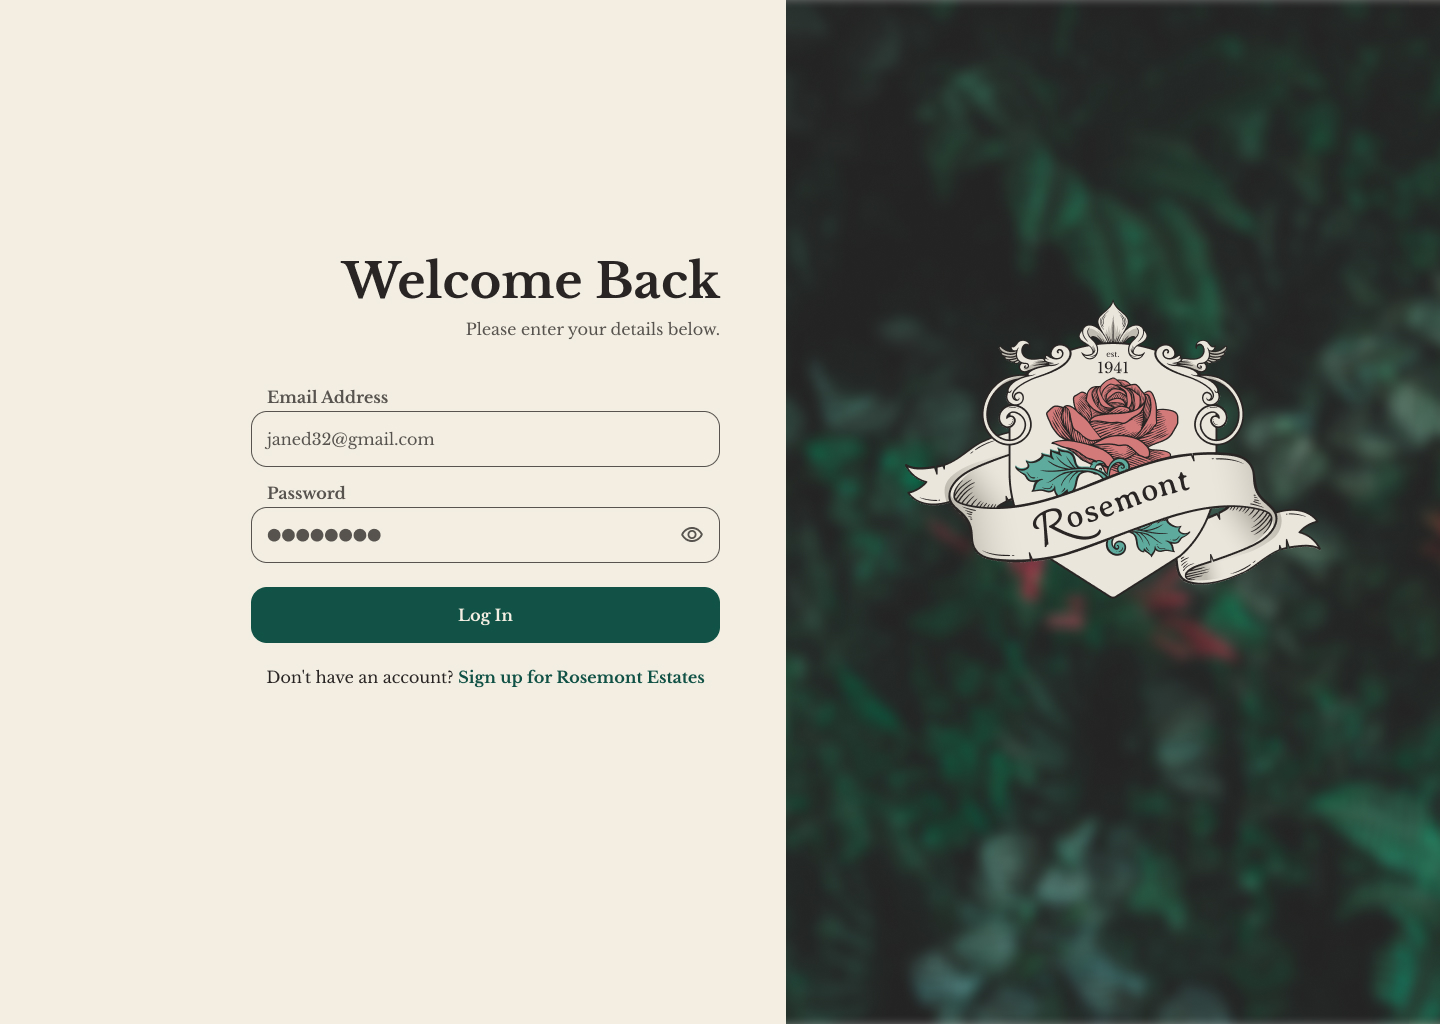 Welcome Back
Please enter your details below.
Email Address
janed32@gmail.com
Password
●●●●●●●●
Log In
Don't have an account? Sign up for Rosemont Estates
est.
1941
Rosemont